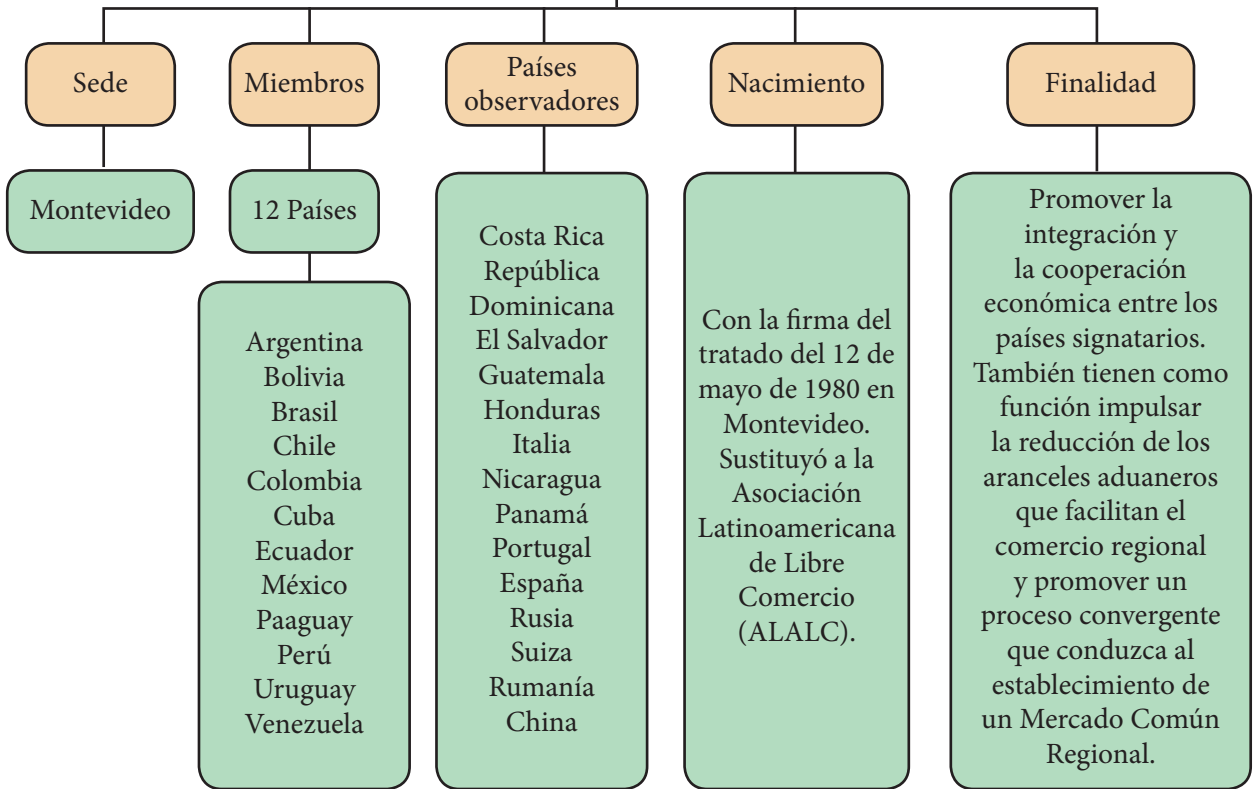 Sede
Montevideo
Miembros
12 Países
Argentina
Bolivia
Brasil
Chile
Colombia
Cuba
Ecuador
México
Paaguay
Perú
Uruguay
Venezuela
Países
observadores
Costa Rica
República
Dominicana
El Salvador
Guatemala
Honduras
Italia
Nicaragua
Panamá
Portugal
España
Rusia
Suiza
Rumanía
China
Nacimiento
Con la firma del
tratado del 12 de
mayo de 1980 en
Montevideo.
Sustituyó a la
Asociación
Latinoamericana
de Libre
Comercio
(ALALC).
Finalidad
Promover la
integración y
la cooperación
económica entre los
países signatarios.
También tienen como
función impulsar
la reducción de los
aranceles aduaneros
que facilitan el
comercio regional
y promover un
proceso convergente
que conduzca al
establecimiento de
un Mercado Común
Regional.